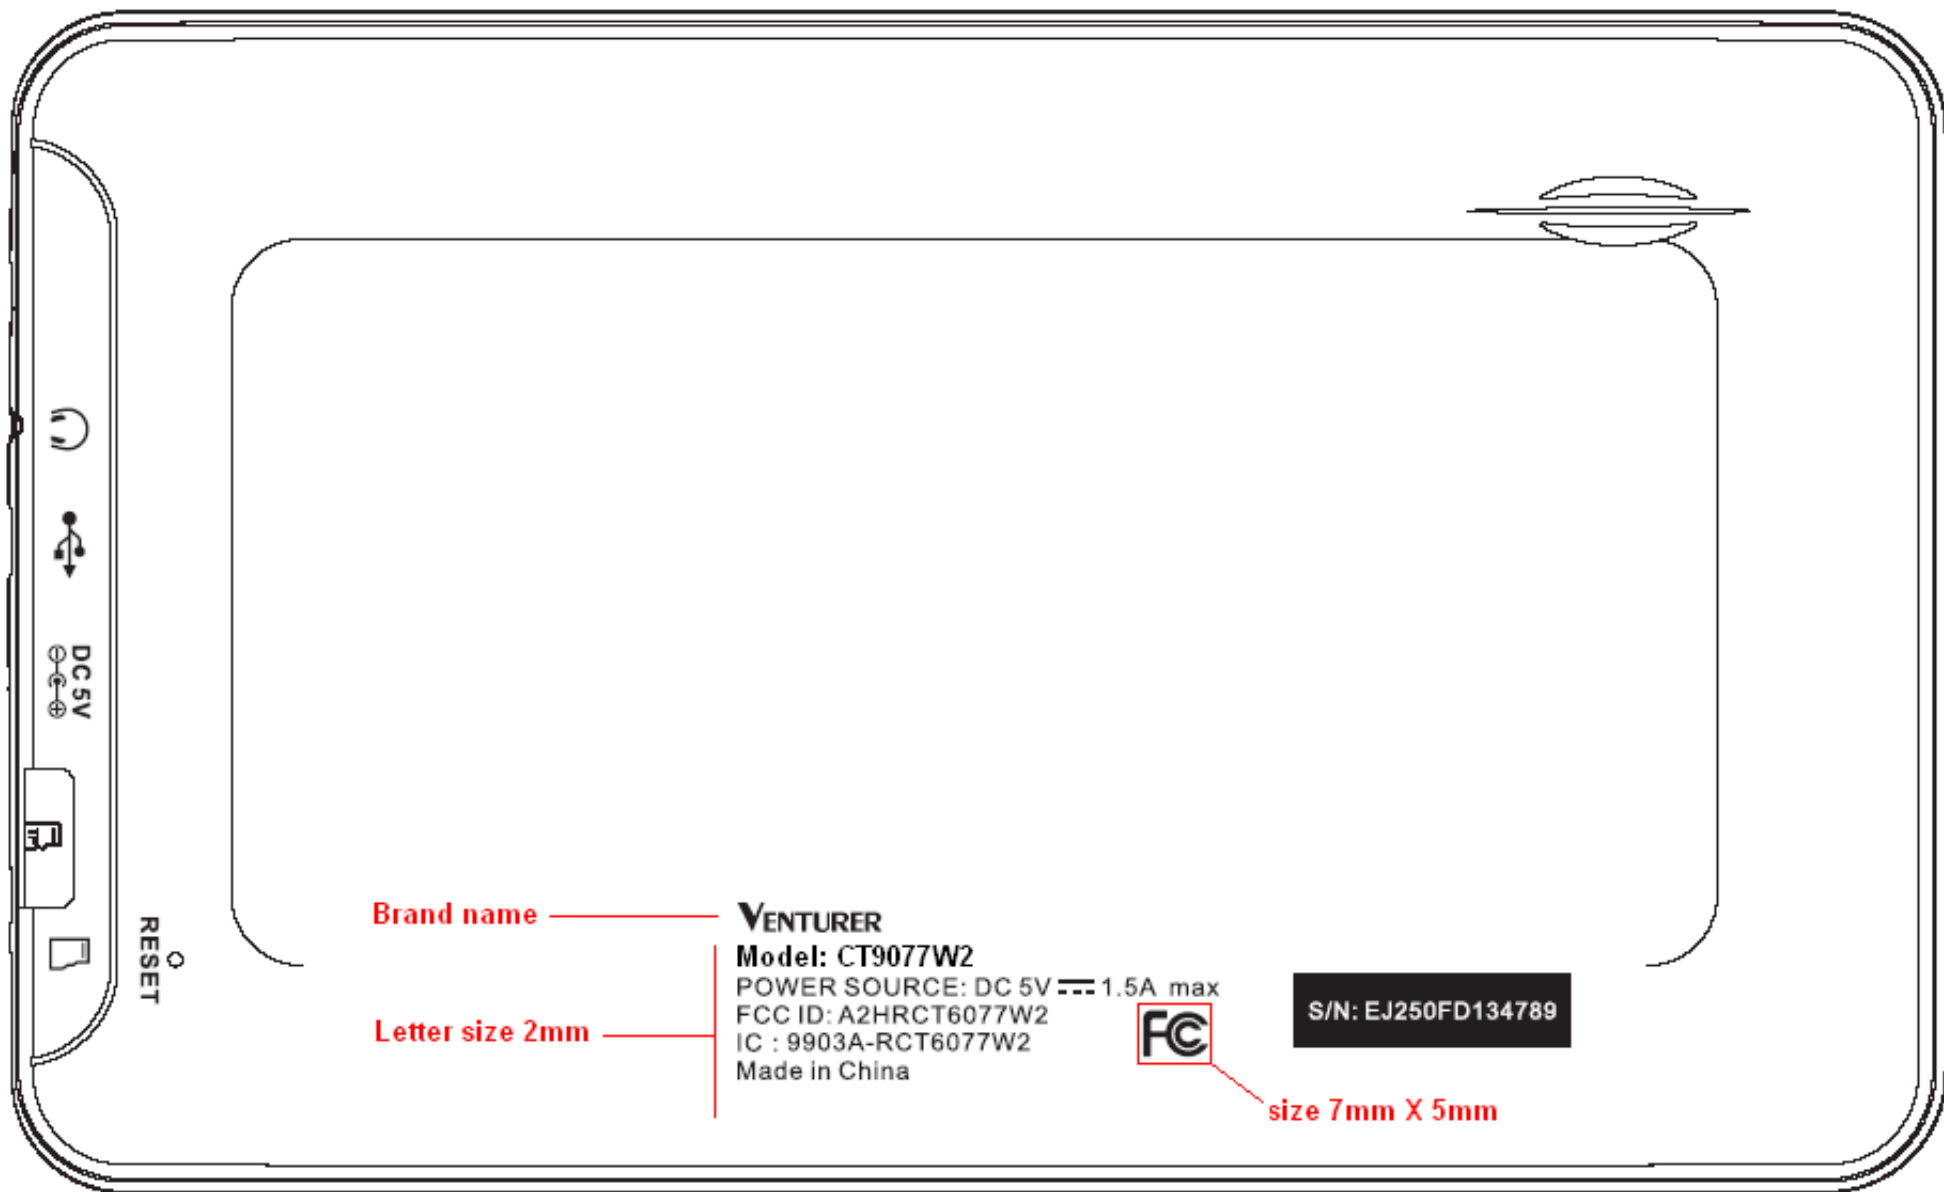 DC 5V
TF
RESET
Brand name
VENTURER
Model: CT9077W2
POWER SOURCE: DC 5V 1.5A max
FCC ID: A2HRCT6077W2
Letter size 2mm
IC : 9903A-RCT6077W2
Made in China
FC
S/N: EJ250FD134789
size 7mm X 5mm